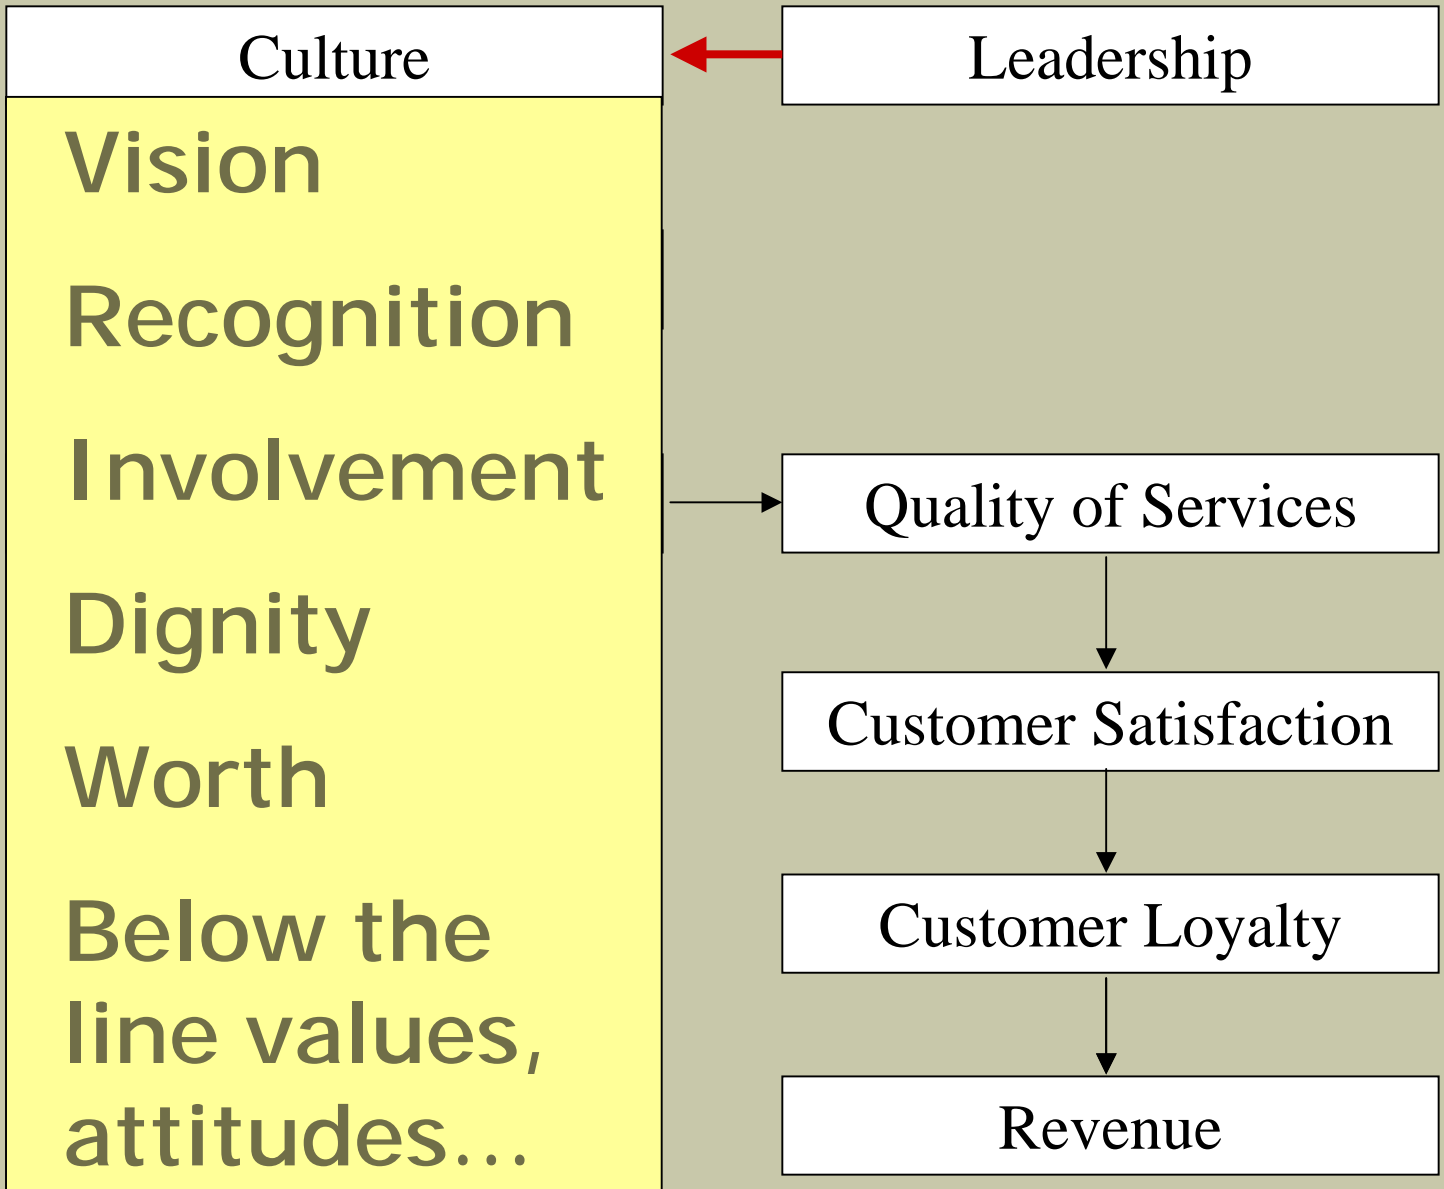 Culture
Leadership
Vision
Recognition
Involvement
Dignity
Worth
Below the
line values,
attitudes...
Quality of Services
Customer Satisfaction
Customer Loyalty
Revenue